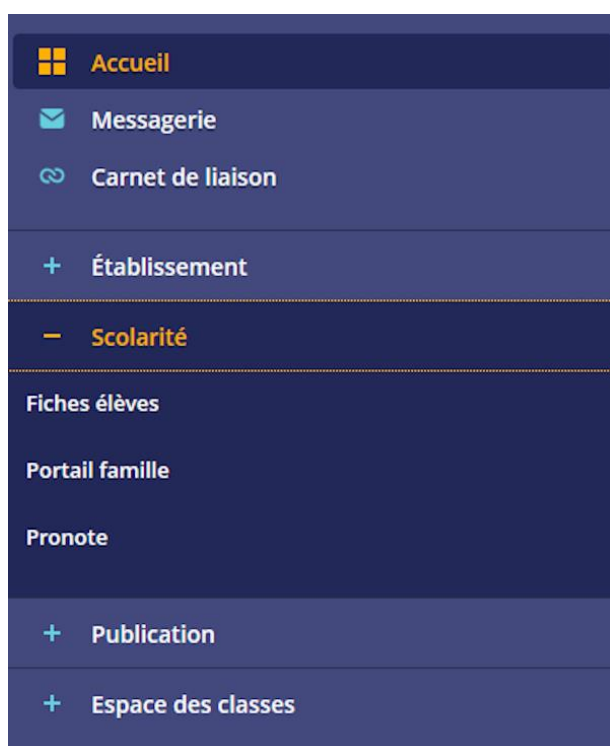 Accueil
Messagerie
Carnet de liaison
Établissement
Scolarité
Fiches élèves
Portail famille
Pronote
Publication
Espace des classes